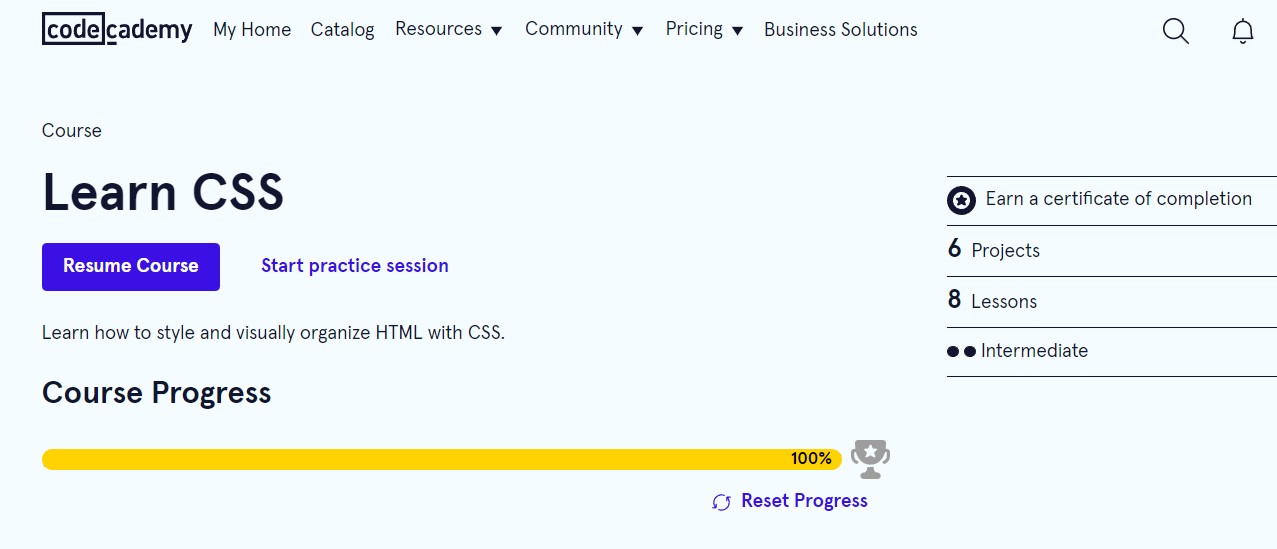 codecademy My Home Catalog Resources Community Pricing Business Solutions
Course
Learn CSS
Resume Course Start practice session
Learn how to style and visually organize HTML with CSS.
Course Progress
100%
Reset Progress
Earn a certificate of completion
6 Projects
8 Lessons
Intermediate